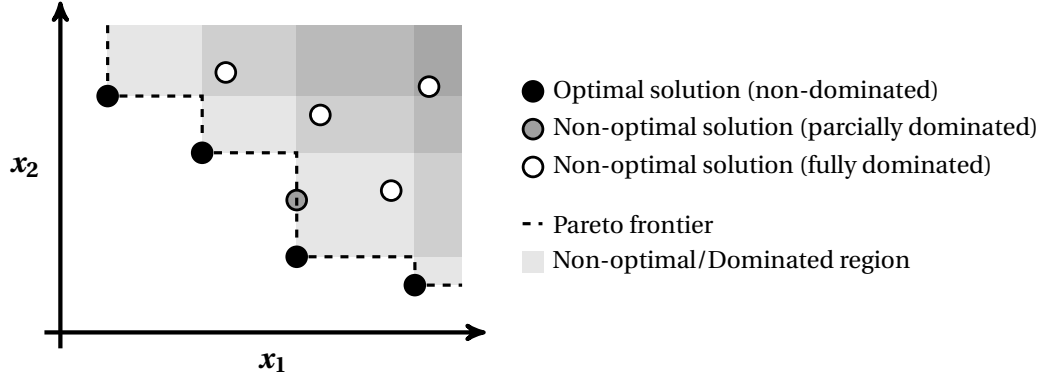 x2
x1
Optimal solution (non-dominated)
Non-optimal solution (parcially dominated)
Non-optimal solution (fully dominated)
Pareto frontier
Non-optimal/Dominated region